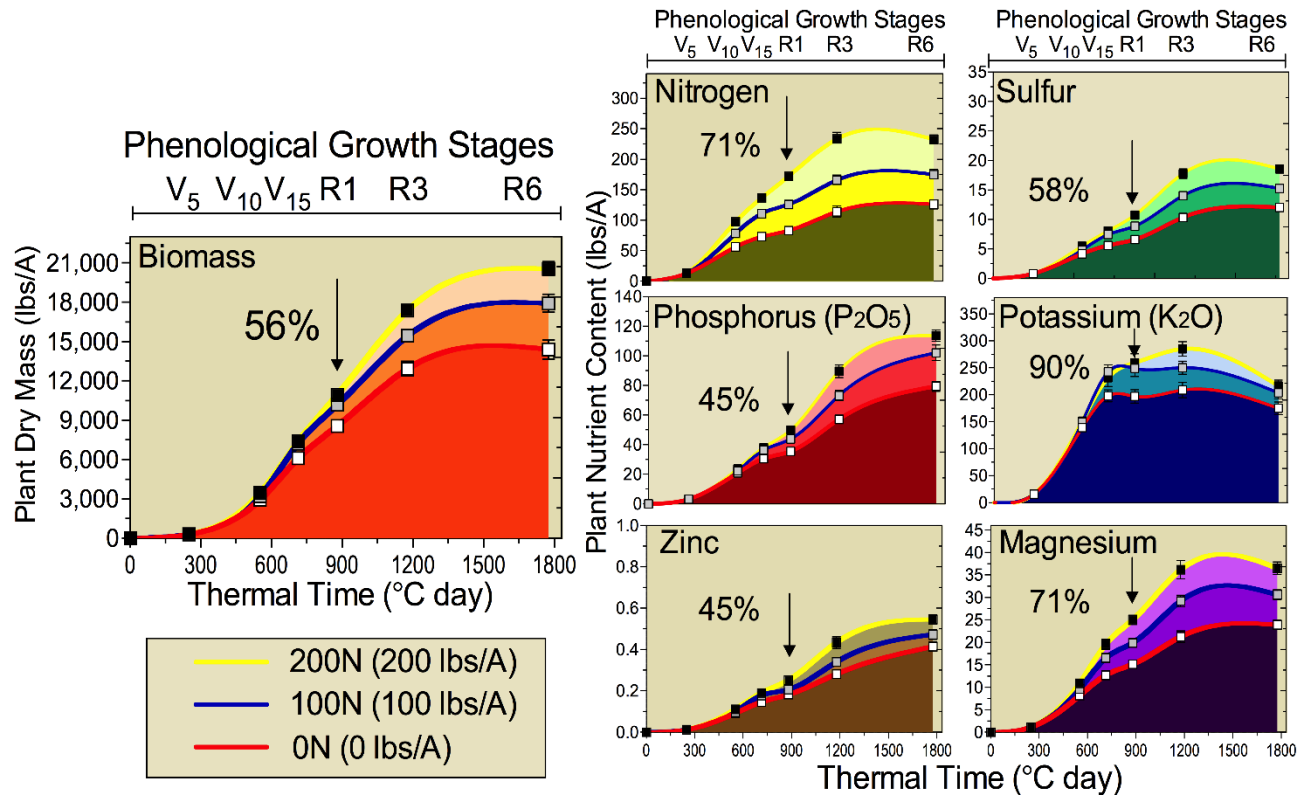 Phenological Growth Stages
V5 V10 V15 R1 R3 R6
Biomass
56%
21,000
18,000
15,000
12,000
9,000
6,000
3,000
0
Plant Dry Mass (lbs/A)
0 300 600 900 1200 1500 1800
Thermal Time (°C day)
200N (200 lbs/A)
100N (100 lbs/A)
0N (0 lbs/A)
Phenological Growth Stages
V5 V10 V15 R1 R3 R6
Nitrogen
71%
300
250
200
150
100
50
0
Phenological Growth Stages
V5 V10 V15 R1 R3 R6
Sulfur
58%
35
30
25
20
15
10
5
0
Plant Nutrient Content (lbs/A)
Phosphorus (P2O5)
45%
140
120
100
80
60
40
20
0
Potassium (K2O)
90%
350
300
250
200
150
100
50
0
Zinc
45%
1.0
0.8
0.6
0.4
0.2
0.0
0 300 600 900 1200 1500 1800
Magnesium
71%
45
40
35
30
25
20
15
10
5
0
0 300 600 900 1200 1500 1800
Thermal Time (°C day)